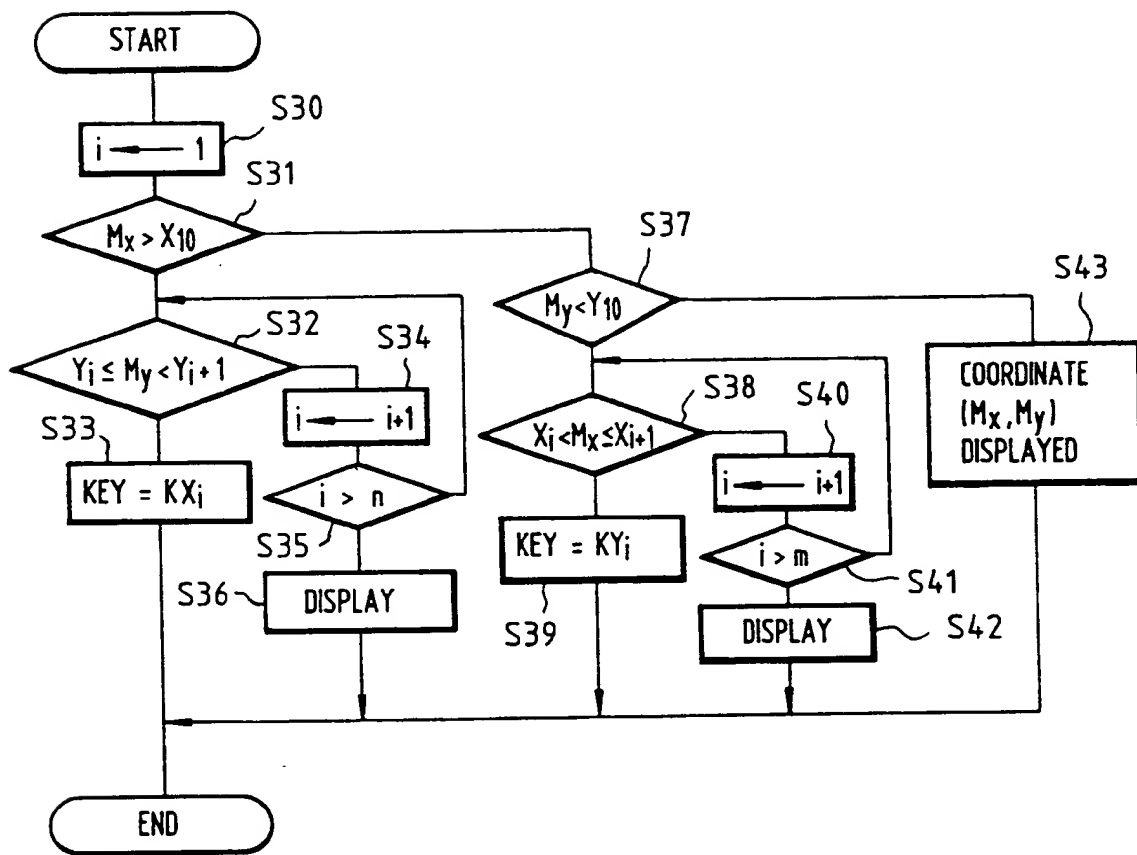 START
S30
i ← 1
S31
Mx > X10
S32
Yi ≤ My < Yi+1
S33
KEY = KXi
S34
i ← i+1
i > n
S35
S36
DISPLAY
S37
My < Y10
S38
Xi < Mx ≤ Xi+1
KEY = KYi
S39
S40
i ← i+1
i > m
S41
DISPLAY
S42
S43
COORDINATE
(Mx, My)
DISPLAYED
END